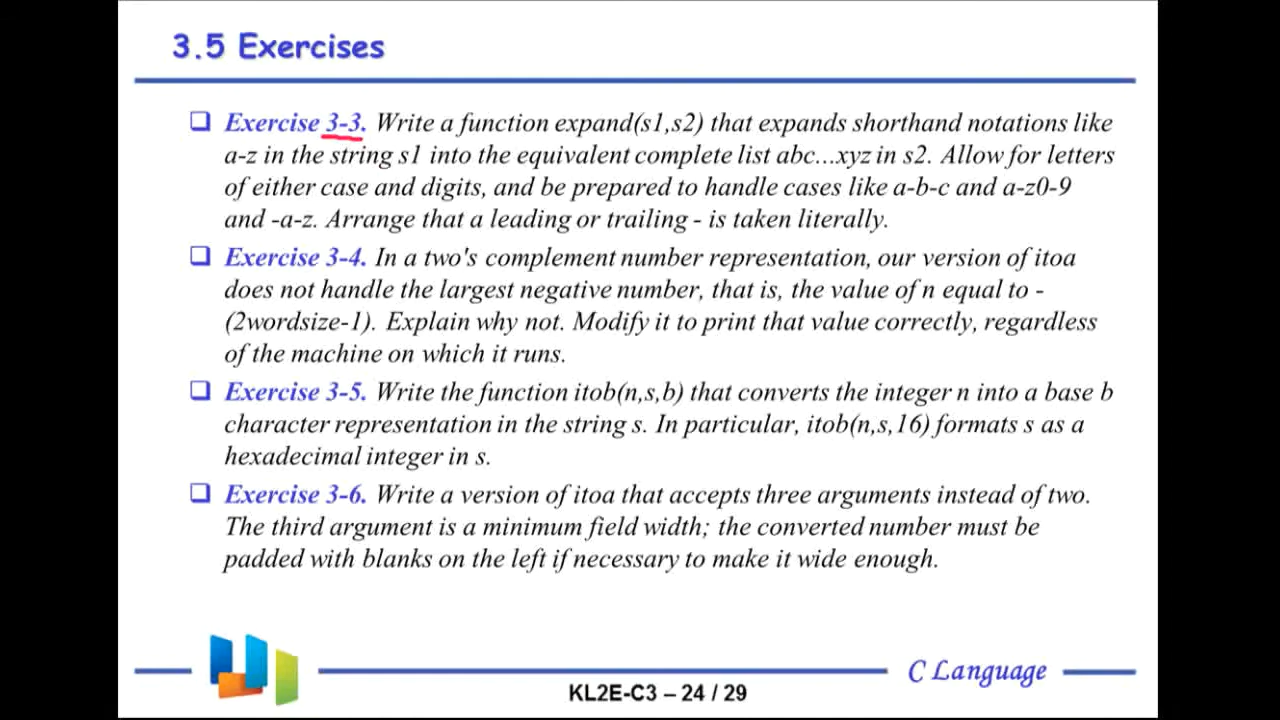 3.5 Exercises
Exercise 3-3. Write a function expand(s1,s2) that expands shorthand notations like
a-z in the string s1 into the equivalent complete list abc...xyz in s2. Allow for letters
of either case and digits, and be prepared to handle cases like a-b-c and a-z0-9
and -a-z. Arrange that a leading or trailing - is taken literally.
Exercise 3-4. In a two's complement number representation, our version of itoa
does not handle the largest negative number, that is, the value of n equal to -
(2wordsize-1). Explain why not. Modify it to print that value correctly, regardless
of the machine on which it runs.
Exercise 3-5. Write the function itob(n,s,b) that converts the integer n into a base b
character representation in the string s. In particular, itob(n,s,16) formats s as a
hexadecimal integer in s.
Exercise 3-6. Write a version of itoa that accepts three arguments instead of two.
The third argument is a minimum field width; the converted number must be
padded with blanks on the left if necessary to make it wide enough.
C Language
KL2E-C3 – 24 / 29